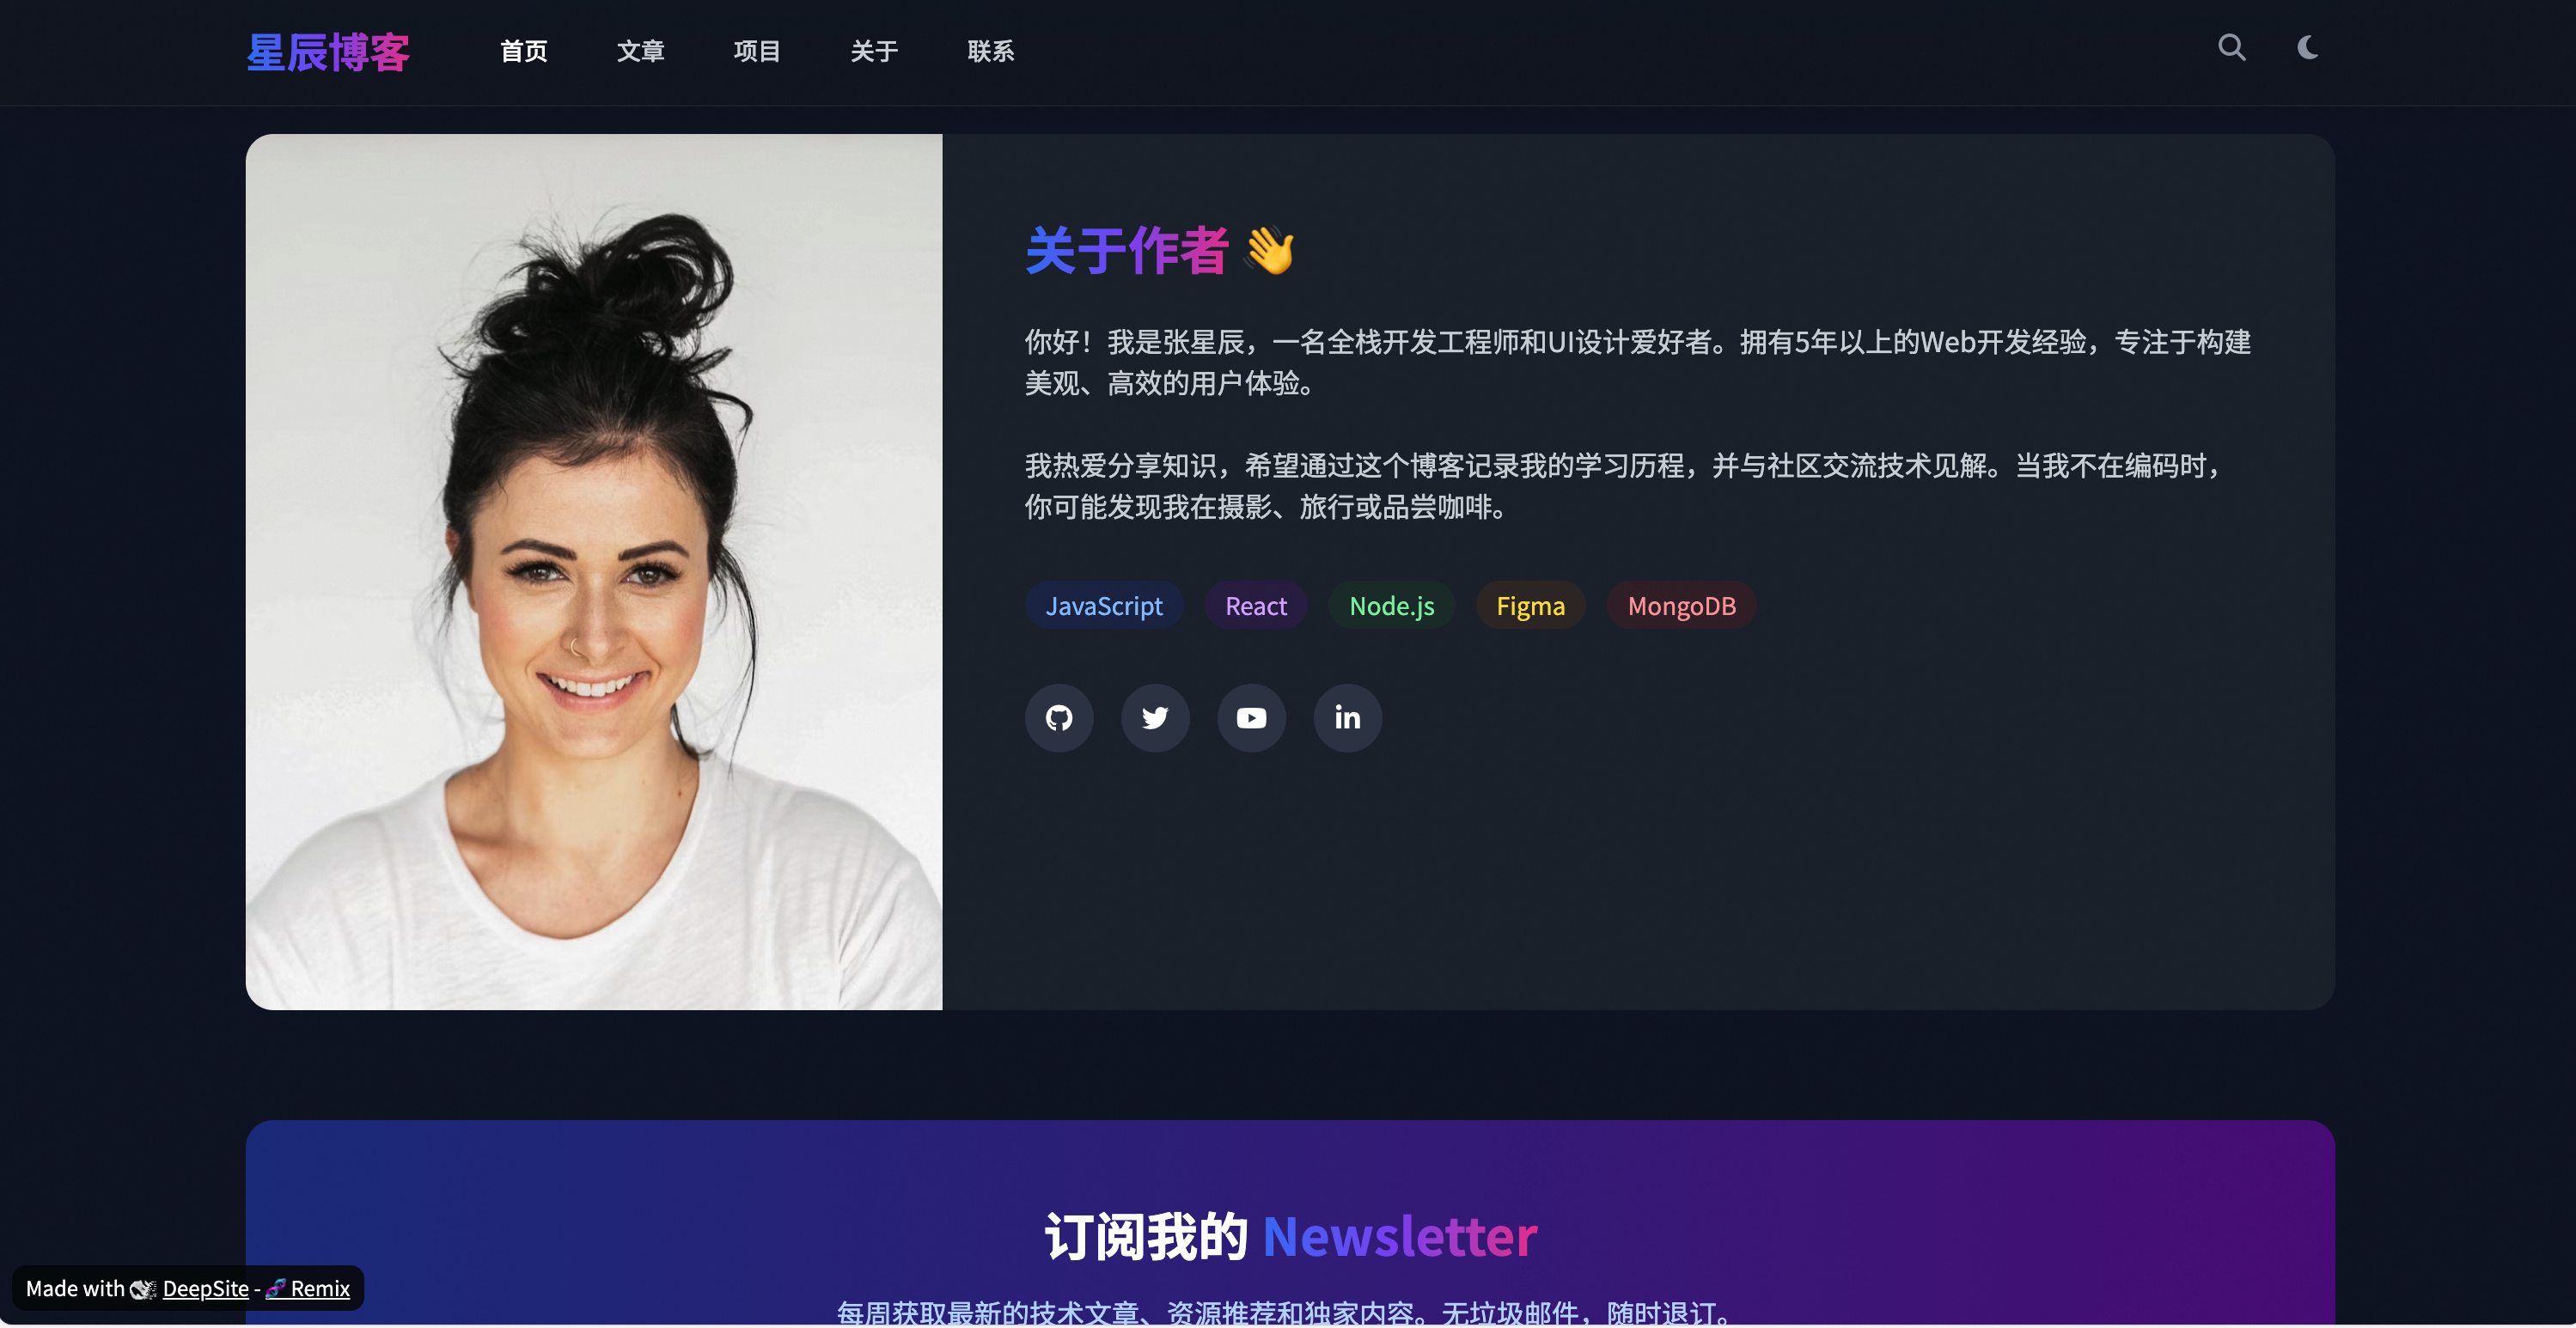 星辰博客
首页
文章
项目
关于
联系
关于作者 👋
你好！我是张星辰，一名全栈开发工程师和UI设计爱好者。拥有5年以上的Web开发经验，专注于构建
美观、高效的用户体验。
我热爱分享知识，希望通过这个博客记录我的学习历程，并与社区交流技术见解。当我不在编码时，
你可能发现我在摄影、旅行或品尝咖啡。
JavaScript
React
Node.js
Figma
MongoDB
订阅我的 Newsletter
每周获取最新的技术文章、资源推荐和独家内容。无垃圾邮件，随时退订。
Made with DeepSite - 🧬 Remix